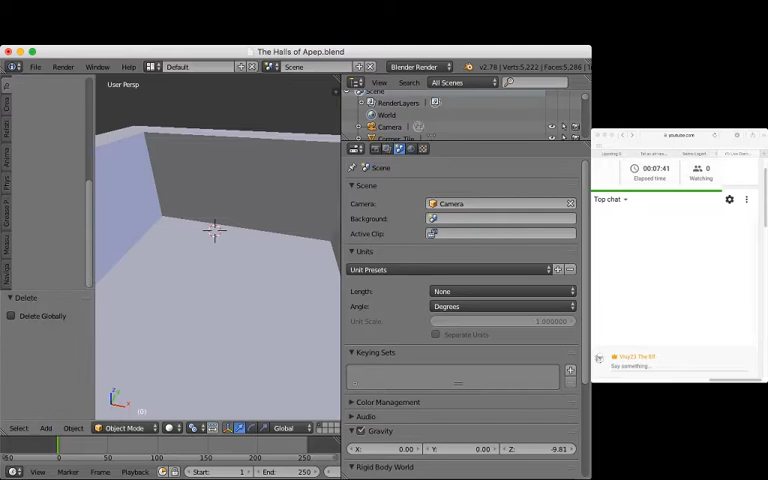 The Halls of Apep.blend
File Render Window Help Default Scene Blender Render v2.78 | Verts:5,222 | Faces:5,286 |
User Persp
View Search All Scenes
Scene
RenderLayers
World
Camera
Scene
Scene
Camera: Camera
Background:
Active Clip:
Units
Unit Presets
Length: None
Angle: Degrees
Unit Scale: 1.000000
Separate Units
Keying Sets
Color Management
Audio
Gravity
X: 0.00 Y: 0.00 Z: -9.81
Rigid Body World
Delete
Delete Globally
(0)
Select Add Object Object Mode Global
-50 0 50 100 150 200 250
View Marker Frame Playback Start: 1 End: 250
youtube.com
00:07:41 0
Elapsed time Watching
Top chat
Say something...